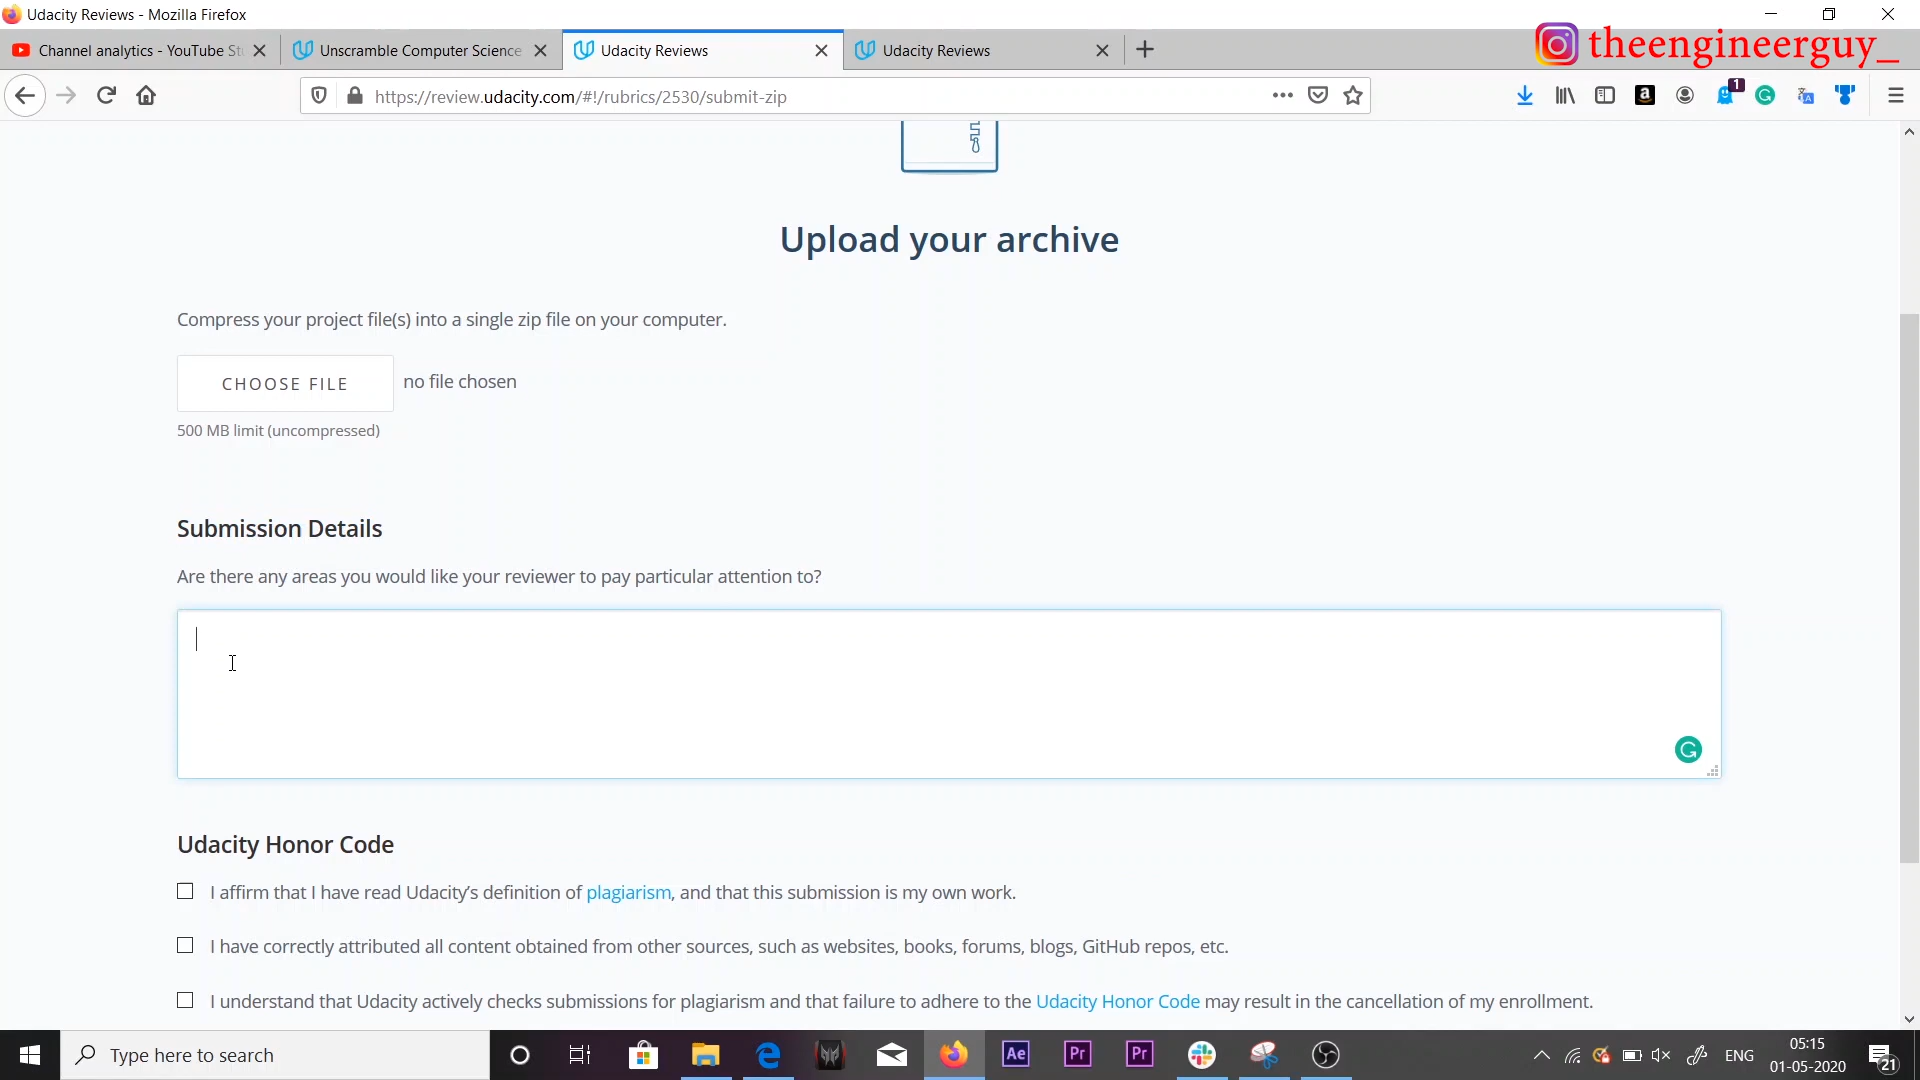 Udacity Reviews - Mozilla Firefox
Channel analytics - YouTube St
Unscramble Computer Science
Udacity Reviews
Udacity Reviews
theengineerguy_
https://review.udacity.com/#!/rubrics/2530/submit-zip
1
Upload your archive
Compress your project file(s) into a single zip file on your computer.
CHOOSE FILE no file chosen
500 MB limit (uncompressed)
Submission Details
Are there any areas you would like your reviewer to pay particular attention to?
Udacity Honor Code
I affirm that I have read Udacity’s definition of plagiarism, and that this submission is my own work.
I have correctly attributed all content obtained from other sources, such as websites, books, forums, blogs, GitHub repos, etc.
I understand that Udacity actively checks submissions for plagiarism and that failure to adhere to the Udacity Honor Code may result in the cancellation of my enrollment.
Type here to search
Ae
Pr
Pr
ENG
05:15
01-05-2020
21